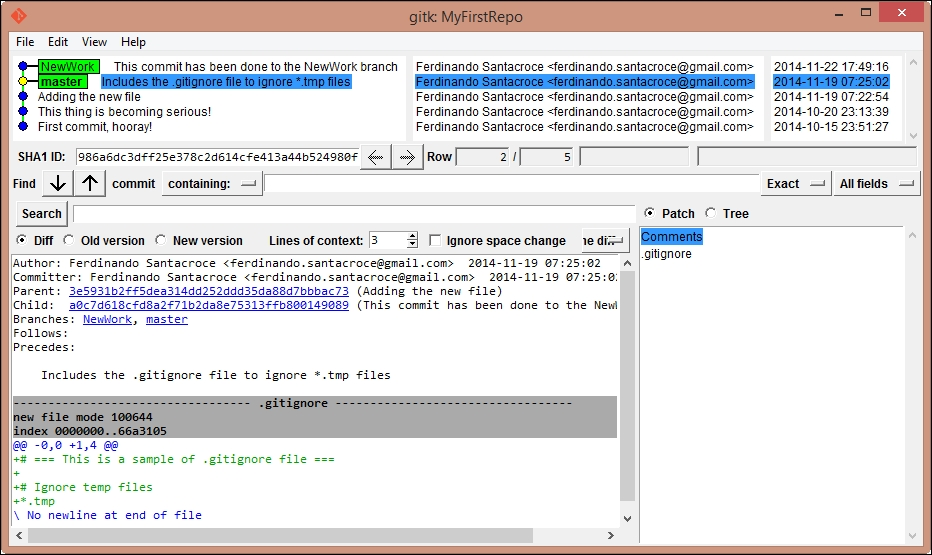 gitk: MyFirstRepo
File Edit View Help
NewWork This commit has been done to the NewWork branch Ferdinando Santacroce <ferdinando.santacroce@gmail.com> 2014-11-22 17:49:16
master Includes the .gitignore file to ignore *.tmp files Ferdinando Santacroce <ferdinando.santacroce@gmail.com> 2014-11-19 07:25:02
Adding the new file Ferdinando Santacroce <ferdinando.santacroce@gmail.com> 2014-11-19 07:22:54
This thing is becoming serious! Ferdinando Santacroce <ferdinando.santacroce@gmail.com> 2014-10-20 23:13:39
First commit, hooray! Ferdinando Santacroce <ferdinando.santacroce@gmail.com> 2014-10-15 23:51:27
SHA1 ID: 986a6dc3dff25e378c2d614cfe413a44b524980f Row 2 / 5
Find commit containing: Exact All fields
Search Patch Tree
Diff Old version New version Lines of context: 3 Ignore space change
Comments
.gitignore
Author: Ferdinando Santacroce <ferdinando.santacroce@gmail.com> 2014-11-19 07:25:02
Committer: Ferdinando Santacroce <ferdinando.santacroce@gmail.com> 2014-11-19 07:25:0
Parent: 3e5931b2ff5dea314dd252ddd35da88d7bbbac73 (Adding the new file)
Child: a0c7d618cfd8a2f71b2da8e75313ffb800149089 (This commit has been done to the New
Branches: NewWork, master
Follows:
Precedes:
Includes the .gitignore file to ignore *.tmp files
---------------------------------- .gitignore ----------------------------------
new file mode 100644
index 0000000..66a3105
@@ -0,0 +1,4 @@
+# === This is a sample of .gitignore file ===
+
+# Ignore temp files
+*.tmp
\ No newline at end of file